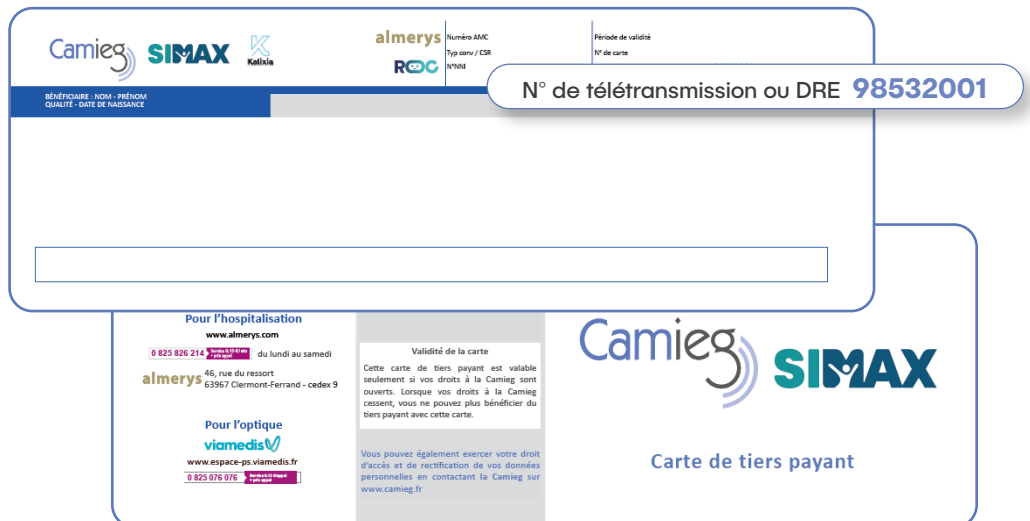 Camieg SIMAX Kalixia
almerys
ROC
Numéro AMC
Typ conv / CSR
N°NNI
Période de validité
N° de carte
N° de télétransmission ou DRE 98532001
BÉNÉFICIAIRE : NOM - PRÉNOM
QUALITÉ - DATE DE NAISSANCE
Pour l'hospitalisation
www.almerys.com
0 825 826 214 du lundi au samedi
almerys
46, rue du ressort
63967 Clermont-Ferrand - cedex 9
Pour l'optique
viamedis
www.espace-ps.viamedis.fr
0 825 076 076
Validité de la carte
Cette carte de tiers payant est valable
seulement si vos droits à la Camieg sont
ouverts. Lorsque vos droits à la Camieg
cessent, vous ne pouvez plus bénéficier du
tiers payant avec cette carte.
Vous pouvez également exercer votre droit
d'accès et de rectification de vos données
personnelles en contactant la Camieg sur
www.camieg.fr
Camieg SIMAX
Carte de tiers payant